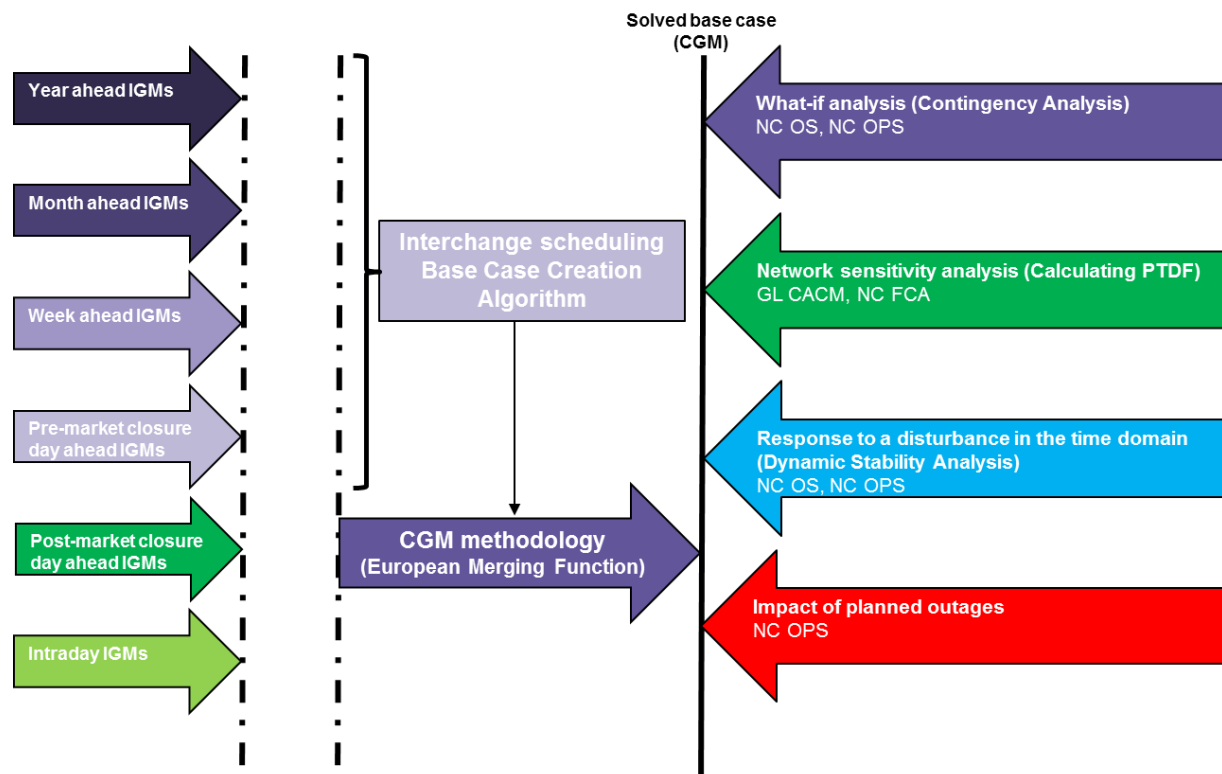 Solved base case
(CGM)
Year ahead IGMs
Month ahead IGMs
Week ahead IGMs
Pre-market closure
day ahead IGMs
Post-market closure
day ahead IGMs
Intraday IGMs
Interchange scheduling
Base Case Creation
Algorithm
CGM methodology
(European Merging Function)
What-if analysis (Contingency Analysis)
NC OS, NC OPS
Network sensitivity analysis (Calculating PTDF)
GL CACM, NC FCA
Response to a disturbance in the time domain
(Dynamic Stability Analysis)
NC OS, NC OPS
Impact of planned outages
NC OPS